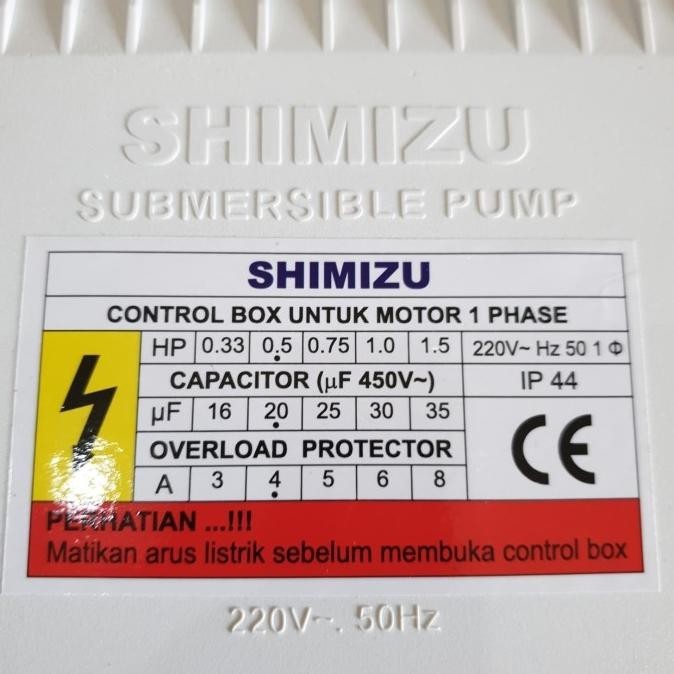 SHIMIZU
SUBMERSIBLE PUMP
SHIMIZU
CONTROL BOX UNTUK MOTOR 1 PHASE
HP 0.33 0.5 0.75 1.0 1.5 220V~ Hz 50 1 Φ
CAPACITOR (μF 450V~) IP 44
μF 16 20 25 30 35
OVERLOAD PROTECTOR CE
A 3 4 5 6 8
PERHATIAN ...!!!
Matikan arus listrik sebelum membuka control box
220V~. 50Hz